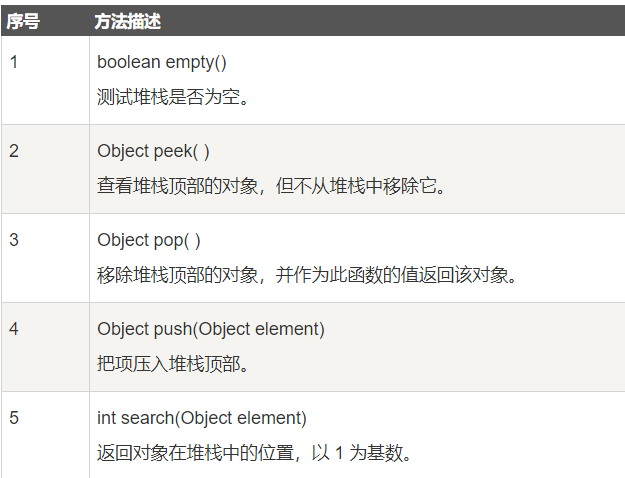 序号 方法描述
1 boolean empty()
测试堆栈是否为空。
2 Object peek( )
查看堆栈顶部的对象，但不从堆栈中移除它。
3 Object pop( )
移除堆栈顶部的对象，并作为此函数的值返回该对象。
4 Object push(Object element)
把项压入堆栈顶部。
5 int search(Object element)
返回对象在堆栈中的位置，以 1 为基数。